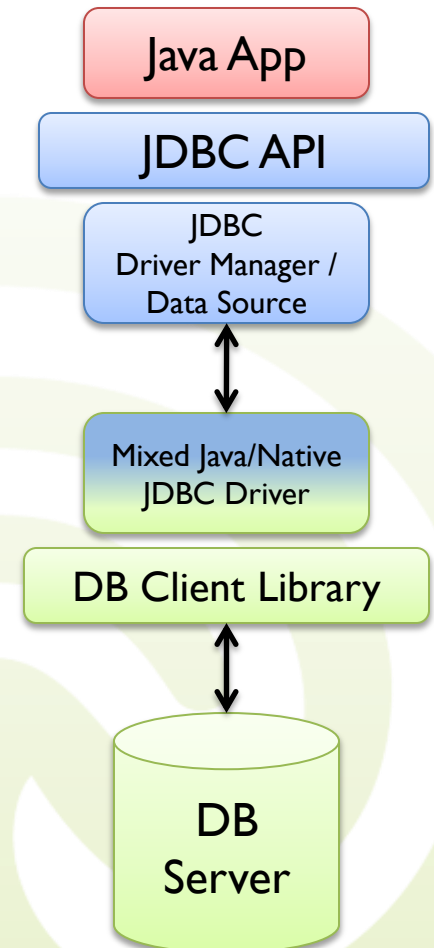 Java App
JDBC API
JDBC
Driver Manager /
Data Source
Mixed Java/Native
JDBC Driver
DB Client Library
DB
Server